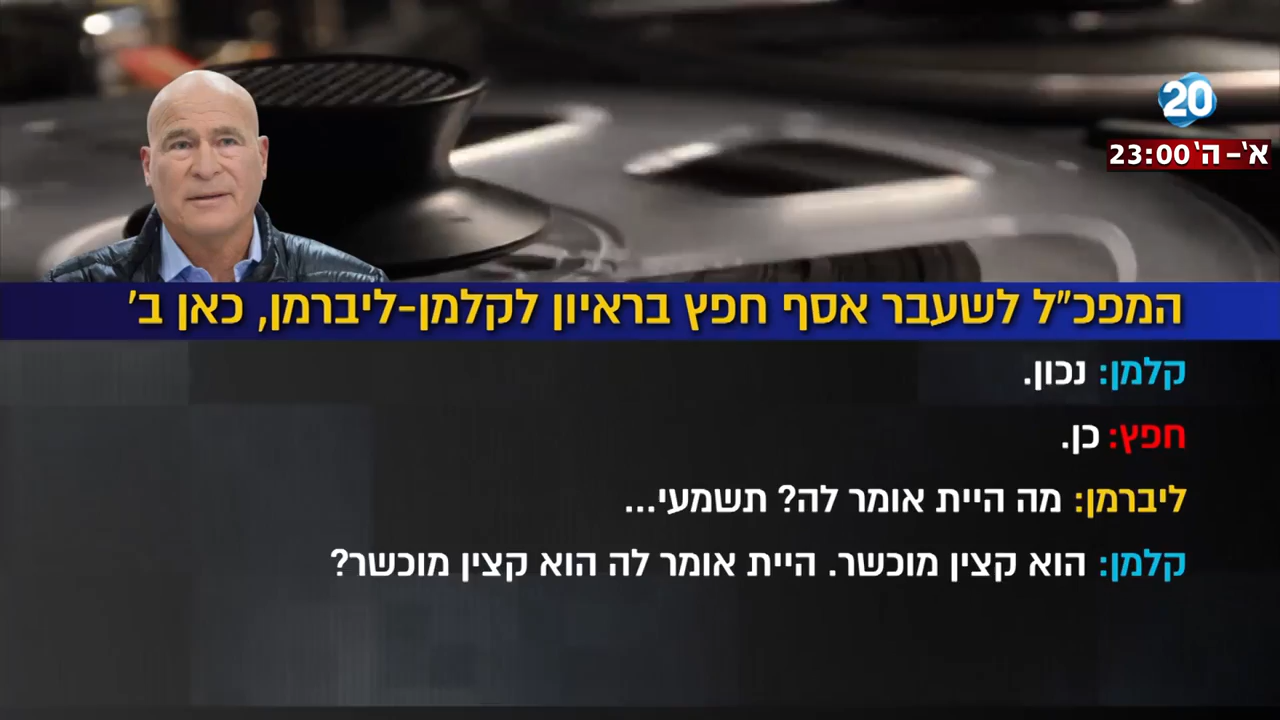 20
א'-ה' 23:00
המפכ"ל לשעבר אסף חפץ בראיון לקלמן-ליברמן, כאן ב'
קלמן: נכון.
חפץ: כן.
ליברמן: מה היית אומר לה? תשמעי...
קלמן: הוא קצין מוכשר. היית אומר לה הוא קצין מוכשר?